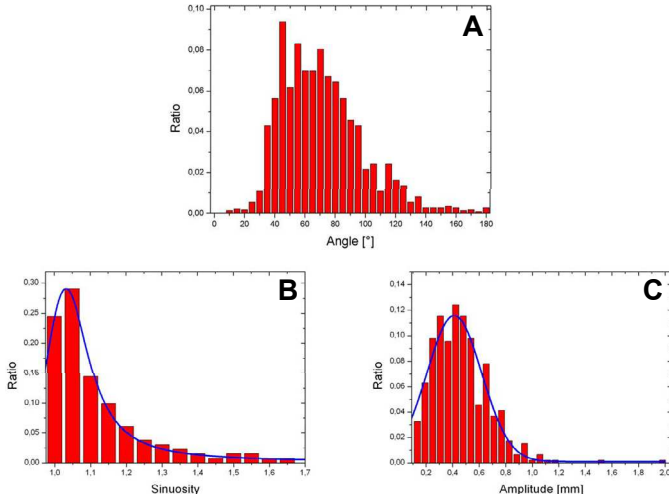 A
0,10
0,08
0,06
0,04
0,02
0,00
Ratio
0 20 40 60 80 100 120 140 160 180
Angle [°]
B
0,30
0,25
0,20
0,15
0,10
0,05
0,00
Ratio
1,0 1,1 1,2 1,3 1,4 1,5 1,6 1,7
Sinuosity
C
0,14
0,12
0,10
0,08
0,06
0,04
0,02
0,00
Ratio
0,2 0,4 0,6 0,8 1,0 1,2 1,4 1,6 1,8 2,0
Amplitude [mm]